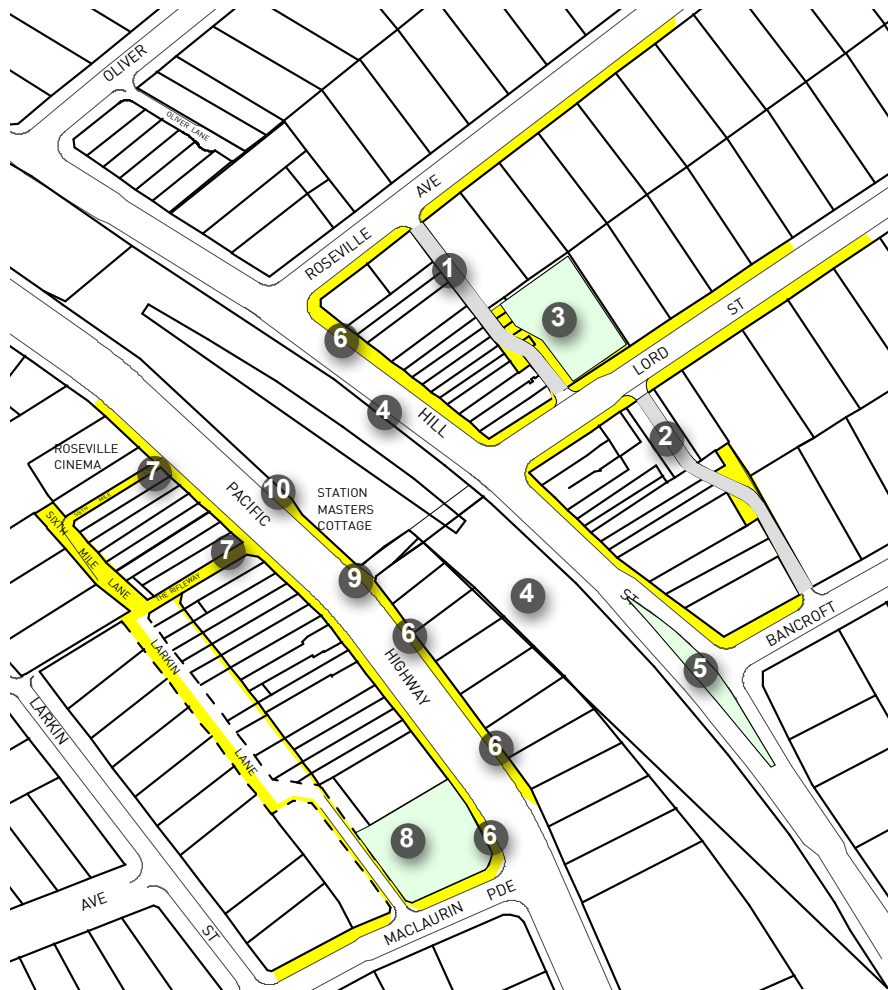 OLIVER
OLIVER LANE
AVE
ROSEVILLE
1
3
6
ST
LORD
4
HILL
2
ROSEVILLE
CINEMA
7
10
STATION
MASTERS
COTTAGE
PACIFIC
SIXTH MILE
SIXTH
MILE
LANE
7
THE RIFLEWAY
9
4
ST
BANCROFT
6
5
LARKIN
HIGHWAY
LARKIN
LANE
6
8
6
AVE
ST
MACLAURIN
PDE